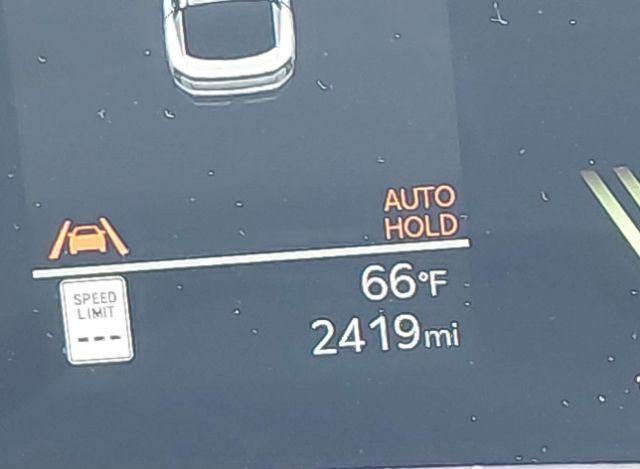 AUTO
HOLD
SPEED
LIMIT
---
66°F
2419mi